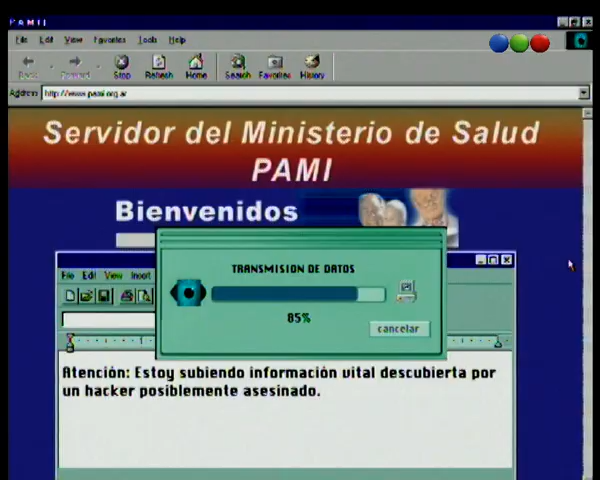 PAMI
File Edit View Favorites Tools Help
Back Forward Stop Refresh Home Search Favorites History
Address http://www.pami.org.ar
Servidor del Ministerio de Salud
PAMI
Bienvenidos
TRANSMISION DE DATOS
85%
cancelar
File Edit View Insert
Atención: Estoy subiendo información vital descubierta por
un hacker posiblemente asesinado.